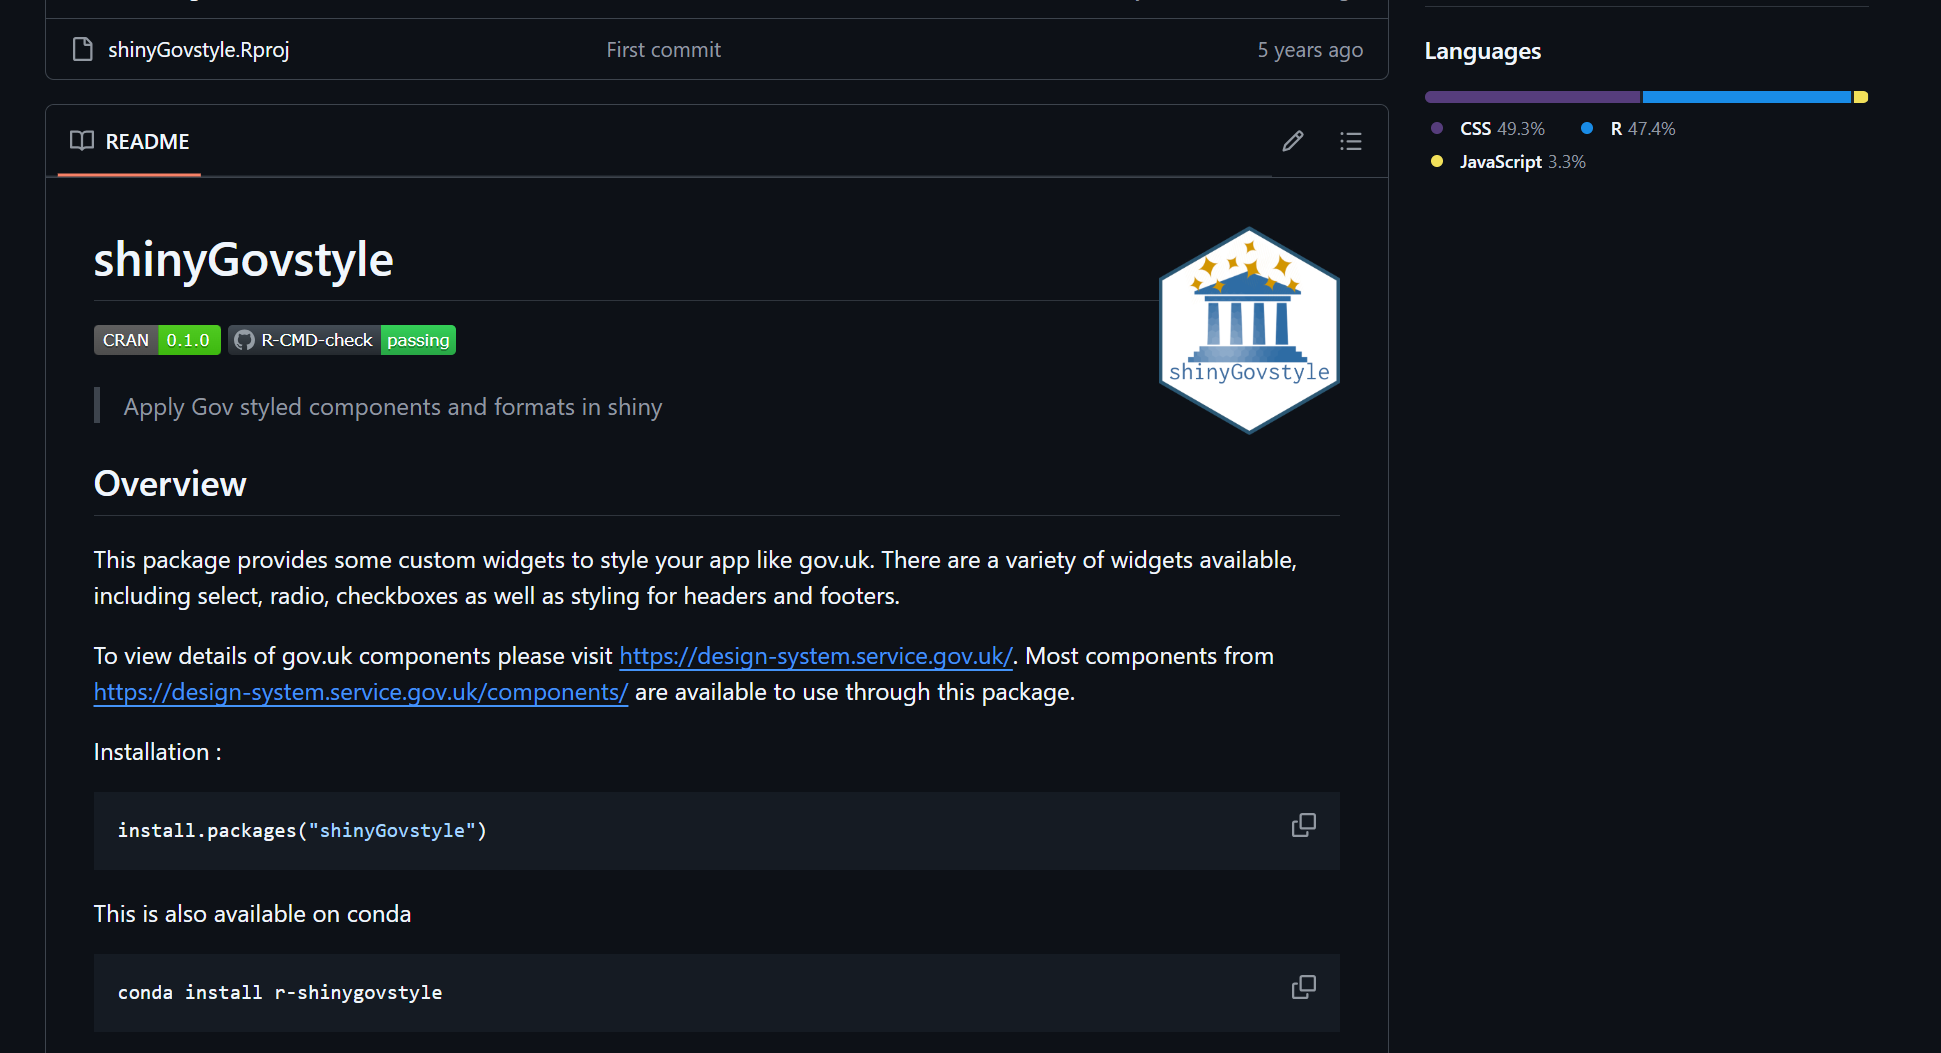 shinyGovstyle.Rproj First commit 5 years ago
README
shinyGovstyle
CRAN 0.1.0 R-CMD-check passing
Apply Gov styled components and formats in shiny
shinyGovstyle
Overview
This package provides some custom widgets to style your app like gov.uk. There are a variety of widgets available,
including select, radio, checkboxes as well as styling for headers and footers.
To view details of gov.uk components please visit https://design-system.service.gov.uk/. Most components from
https://design-system.service.gov.uk/components/ are available to use through this package.
Installation :
install.packages("shinyGovstyle")
This is also available on conda
conda install r-shinygovstyle
Languages
CSS 49.3% R 47.4%
JavaScript 3.3%